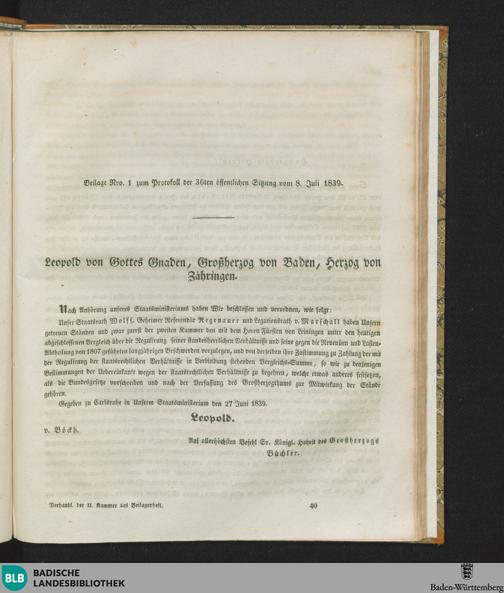 Beilage Nro. 1 zum Protokoll der 36ten öffentlichen Sitzung vom 8. Juli 1839.
Leopold von Gottes Gnaden, Großherzog von Baden, Herzog von
Zähringen.
Nach Anhörung unseres Staatsministeriums haben Wir beschlossen und verordnen, wie folgt:
Unser Staatsrath Wolff, Geheimer Referendär Regenauer und Legationsrath v. Marschall haben Unsern
getreuen Ständen und zwar zuerst der zweiten Kammer den mit dem Herrn Fürsten von Leiningen unter dem heutigen
abgeschlossenen Vergleich über die Regulirung seiner standesherrlichen Verhältnisse und seine gegen die Revenüen und Lasten-
Abtheilung von 1807 geführten langjährigen Beschwerden vorzulegen, und von derselben ihre Zustimmung zu Zahlung der mit
der Regulirung der staatsrechtlichen Verhältnisse in Verbindung stehenden Vergleichs-Summe, so wie zu denjenigen
Bestimmungen der Uebereinkunft wegen der staatsrechtlichen Verhältnisse zu begehren, welche etwas anderes festsetzen,
als die Bundesgesetze vorschreiben und nach der Verfassung des Großherzogthums zur Mitwirkung der Stände
gehören.
Gegeben zu Carlsruhe in Unserem Staatsministerium den 27 Juni 1839.
Leopold.
v. Böckh.
Auf allerhöchsten Befehl Sr. Königl. Hoheit des Großherzogs
Büchler.
Verhandl. der II. Kammer 4es Beilagenheft. 40
BLB BADISCHE
LANDESBIBLIOTHEK
Baden-Württemberg